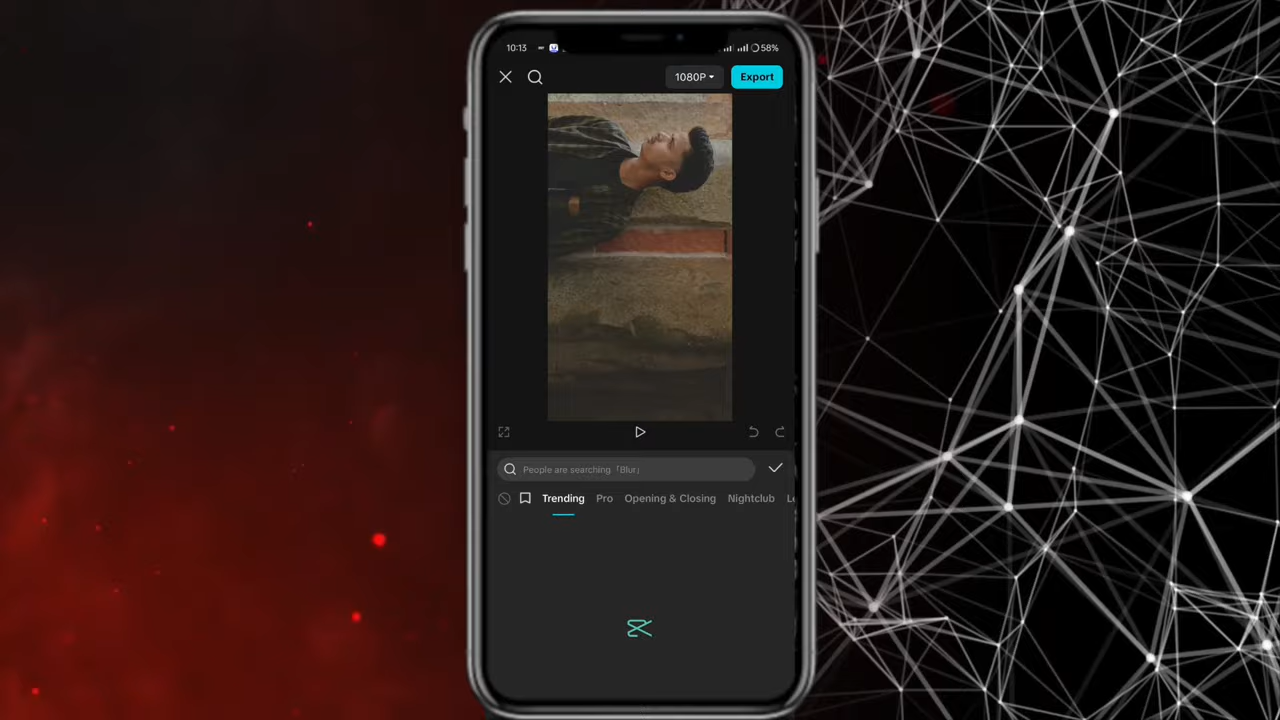 10:13
58%
1080P
Export
People are searching「Blur」
Trending
Pro
Opening & Closing
Nightclub